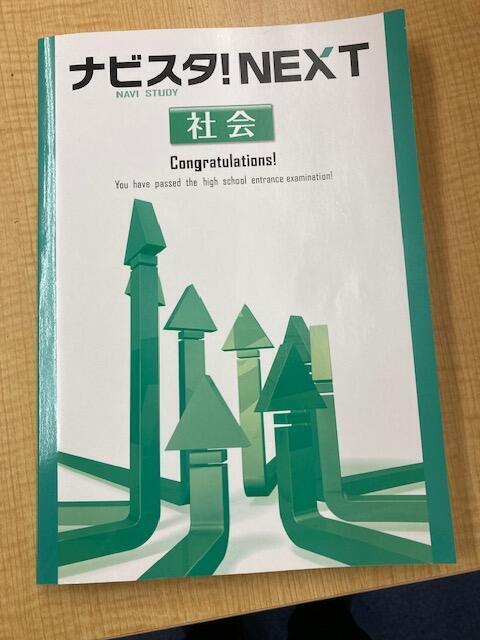 ナビスタ!NEXT
NAVI STUDY
社会
Congratulations!
You have passed the high school entrance examination!